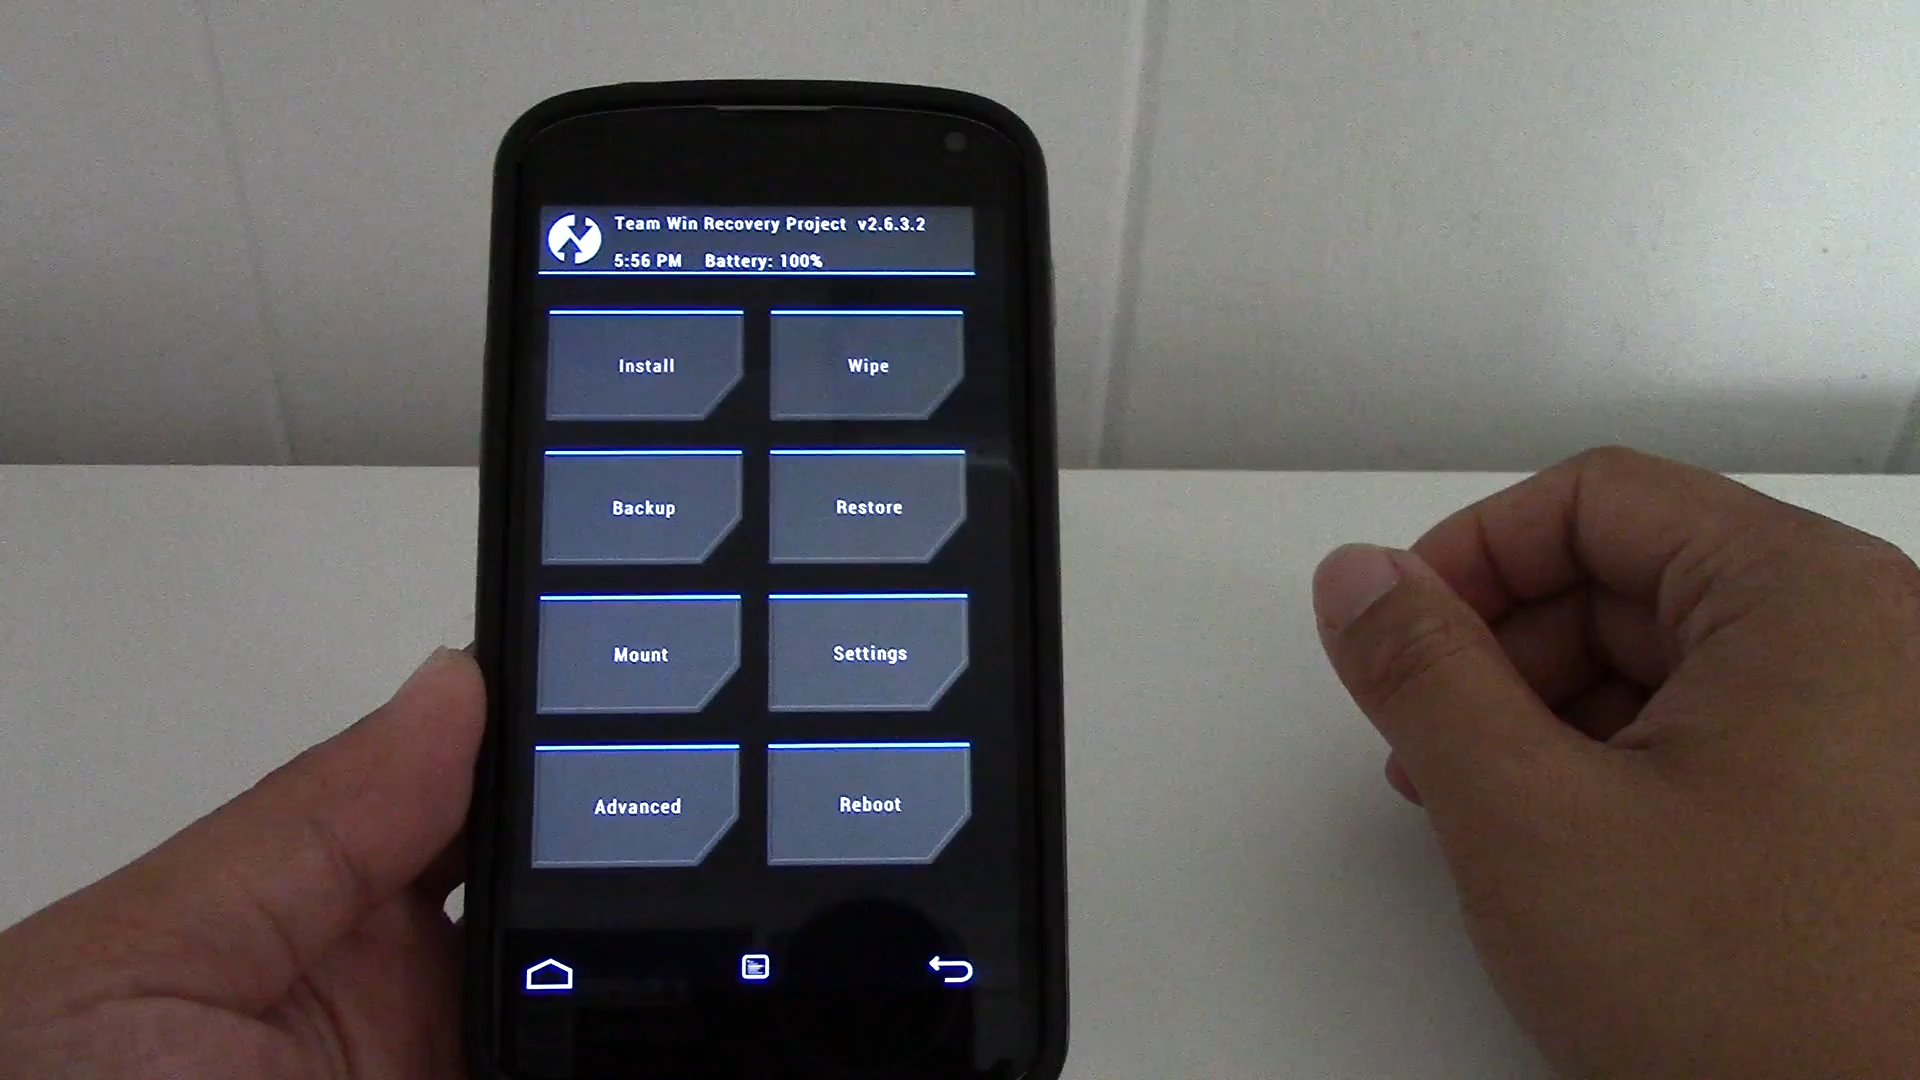 Team Win Recovery Project v2.6.3.2
5:56 PM Battery: 100%
Install Wipe
Backup Restore
Mount Settings
Advanced Reboot